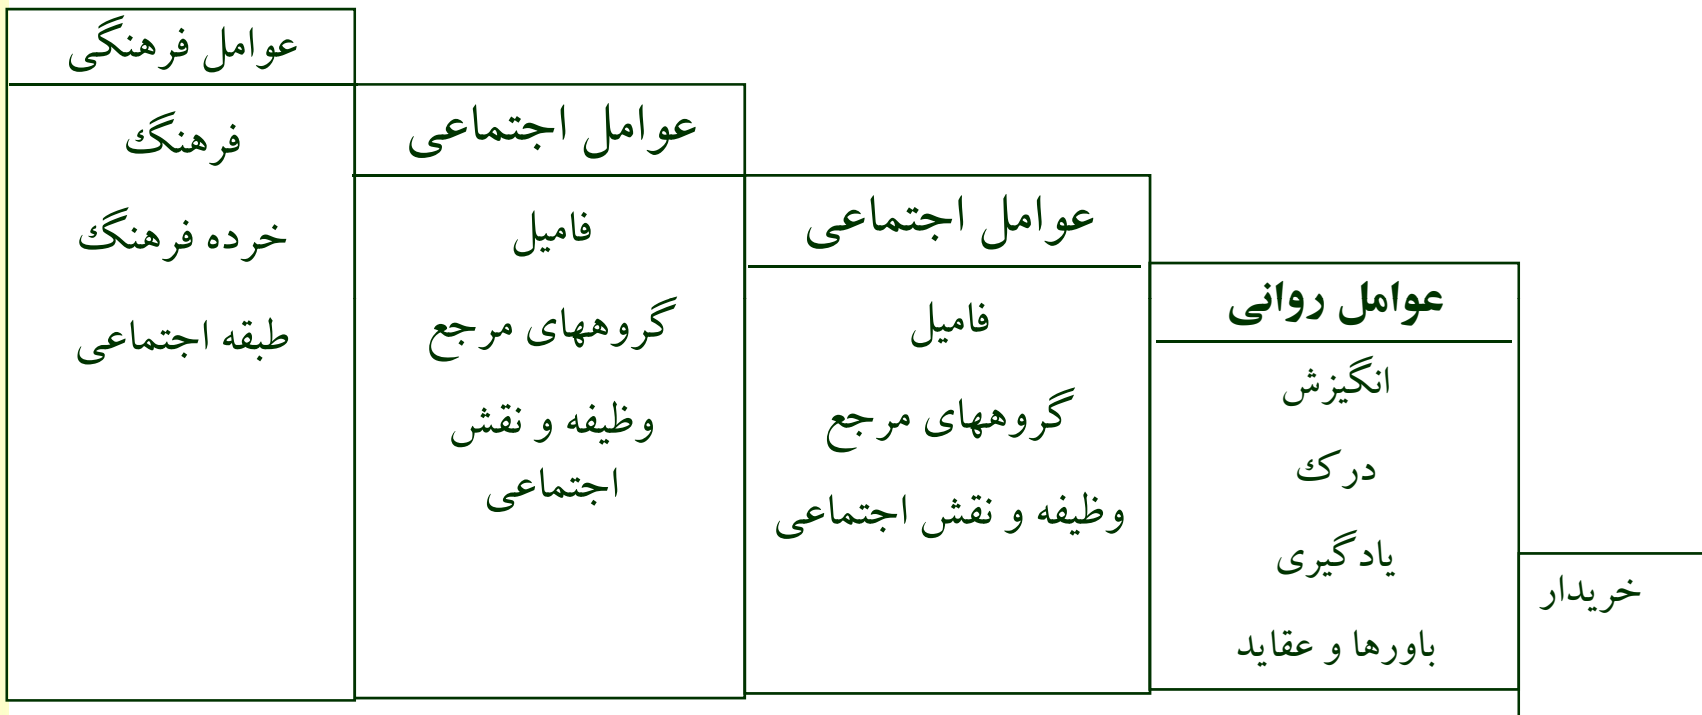 عوامل فرهنگی
فرهنگ
خرده فرهنگ
طبقه اجتماعی
عوامل اجتماعی
فامیل
گروههای مرجع
وظیفه و نقش
اجتماعی
عوامل اجتماعی
فامیل
گروههای مرجع
وظیفه و نقش اجتماعی
عوامل روانی
انگیزش
درک
یادگیری
باورها و عقاید
خریدار